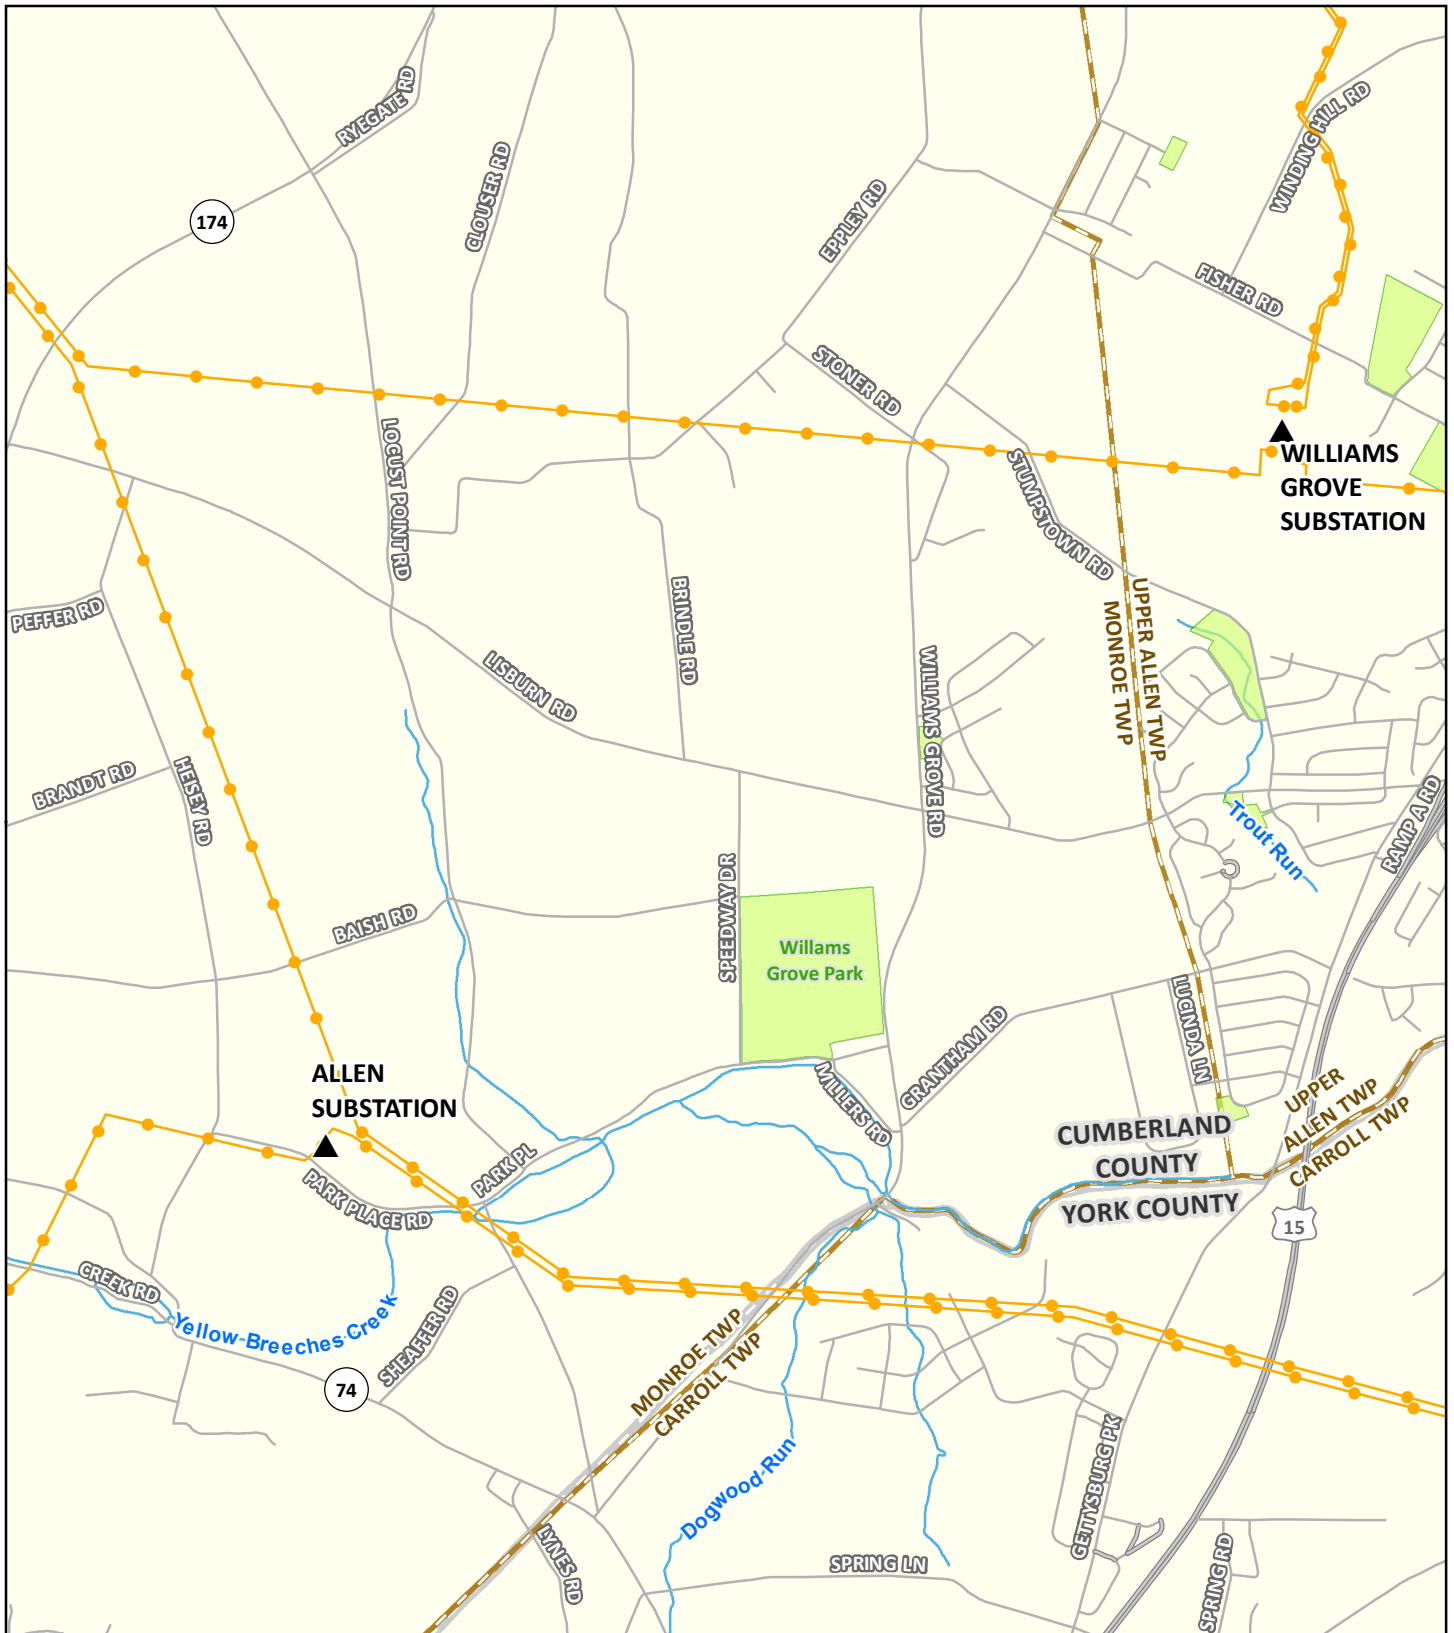 RYEGATE RD
WINDING HILL RD
CLOUSER RD
174
EPPLEY RD
FISHER RD
STONER RD
LOCUST POINT RD
WILLIAMS
GROVE
SUBSTATION
STUMPSTOWN RD
PEFFER RD
BRINDLE RD
UPPER ALLEN TWP
MONROE TWP
LISBURN RD
WILLIAMS GROVE RD
BRANDT RD
HEISEY RD
RAMP A RD
Trout Run
SPEEDWAY DR
BAISH RD
Willams
Grove Park
LUCINDA LN
GRANTHAM RD
ALLEN
SUBSTATION
MILLERS RD
UPPER
ALLEN TWP
CARROLL TWP
CUMBERLAND
COUNTY
YORK COUNTY
PARK PL
PARK PLACE RD
15
CREEK RD
Yellow Breeches Creek
SHEAFFER RD
74
MONROE TWP
CARROLL TWP
GETTYSBURG PK
Dogwood Run
LYNES RD
SPRING LN
SPRING RD